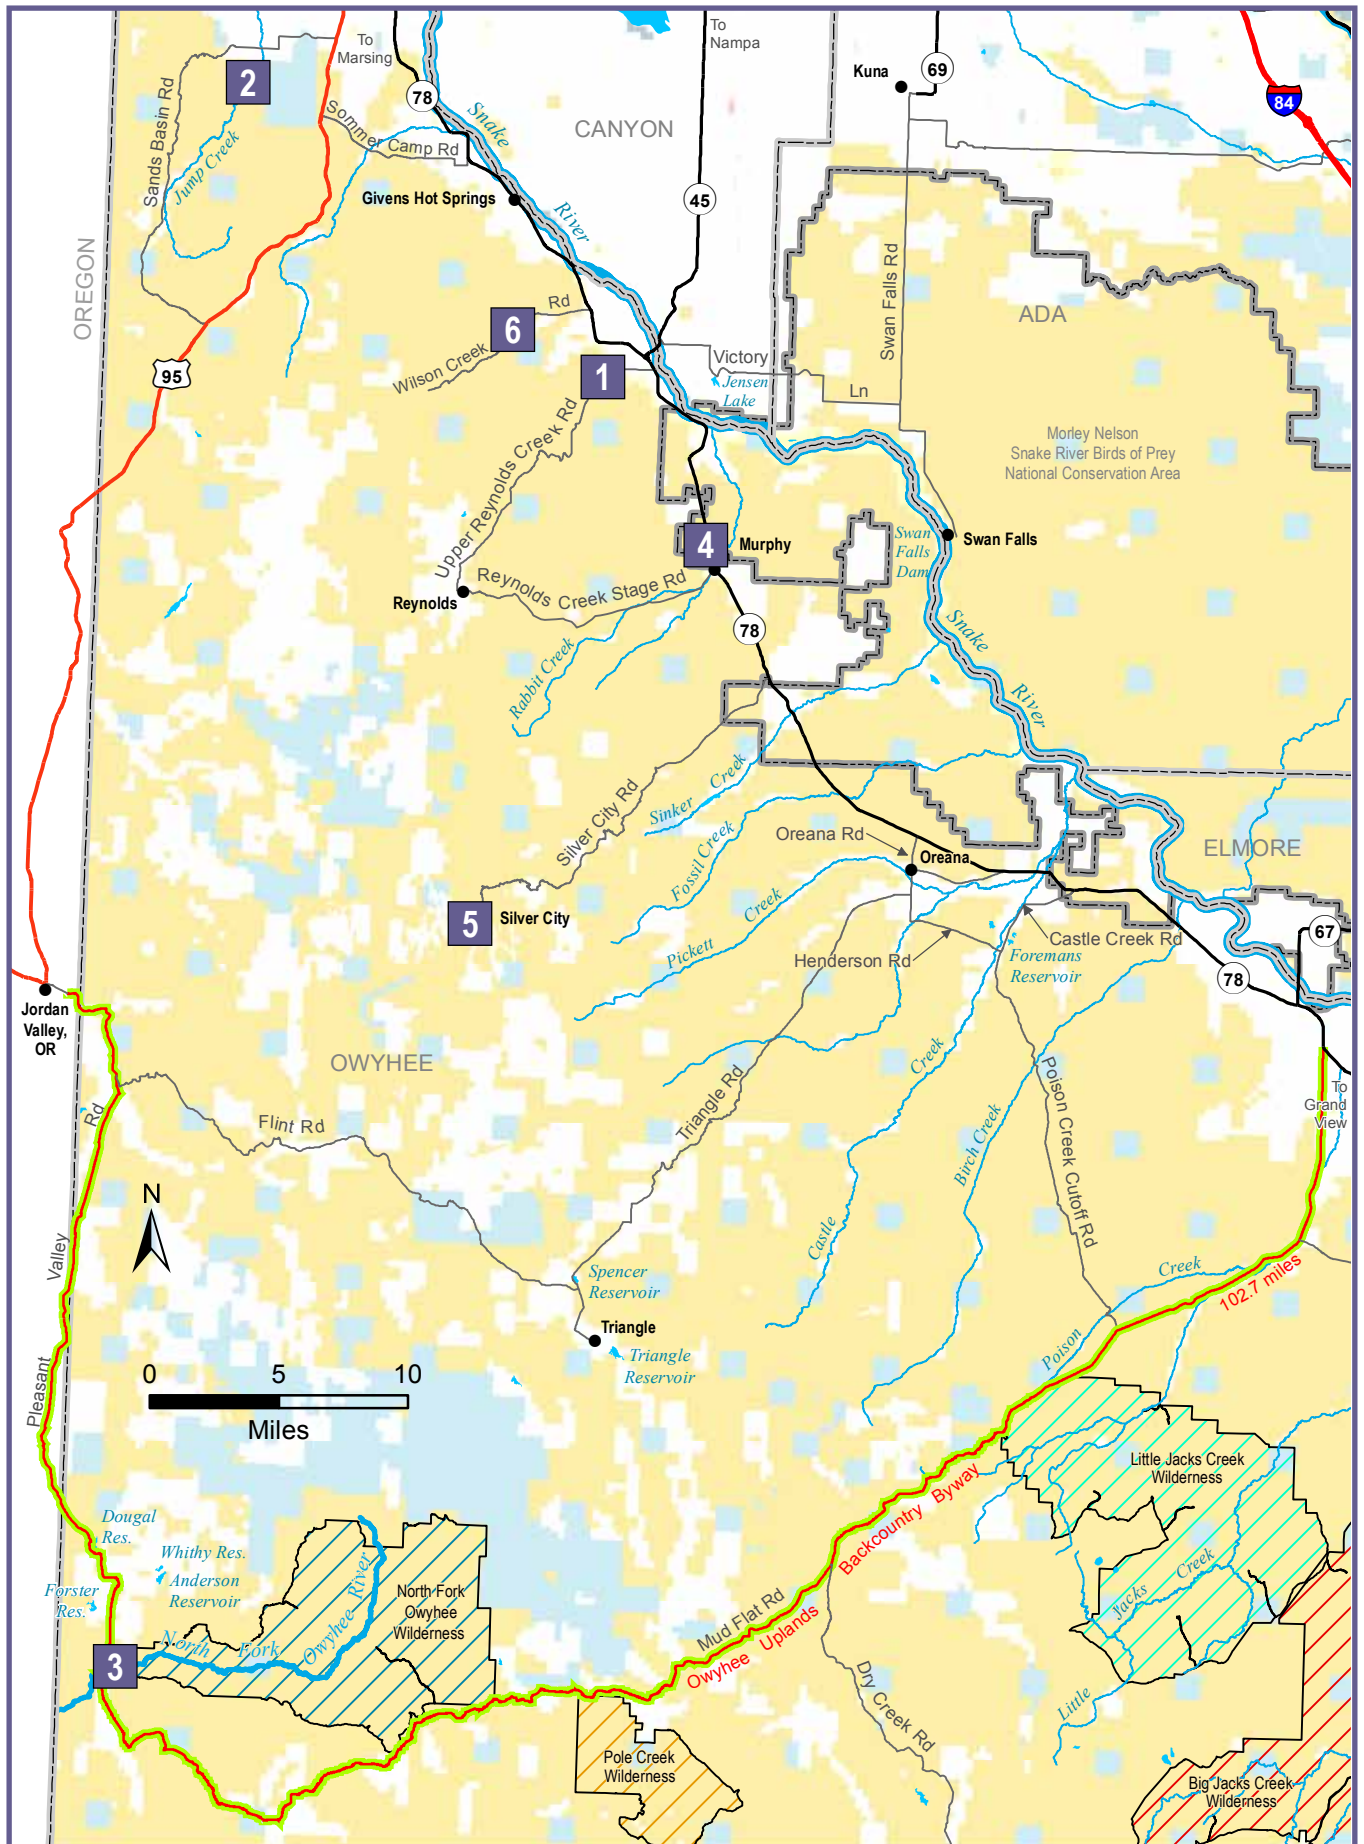 To
Marsing
78
To
Nampa
Kuna
69
84
2
Sands Basin Rd
Jump Creek
Sommer Camp Rd
Snake
River
CANYON
Givens Hot Springs
45
OREGON
Swan Falls Rd
ADA
95
6
Rd
Wilson Creek
1
Victory
Ln
Jensen
Lake
Morley Nelson
Snake River Birds of Prey
National Conservation Area
Upper Reynolds Creek Rd
4
Murphy
Swan
Falls
Dam
Swan Falls
Reynolds
Reynolds Creek Stage Rd
78
Rabbit Creek
Snake
River
Sinker Creek
Silver City Rd
Fossil Creek
Oreana Rd
Oreana
ELMORE
Pickett Creek
5
Silver City
Henderson Rd
Castle Creek Rd
Foremans
Reservoir
67
78
Jordan
Valley,
OR
OWYHEE
Triangle Rd
Castle Creek
Birch Creek
Poison Creek Cutoff Rd
To
Grand
View
Flint Rd
N
Pleasant Valley Rd
Spencer
Reservoir
Triangle
Triangle
Reservoir
Poison Creek
102.7 miles
0 5 10
Miles
Little Jacks Creek
Wilderness
Dougal
Res.
Whithy Res.
Anderson
Reservoir
Forster
Res.
North Fork
Owyhee
Wilderness
North Fork Owyhee River
3
Mud Flat Rd
Owyhee Uplands Backcountry Byway
Little Jacks Creek
Dry Creek Rd
Pole Creek
Wilderness
Big Jacks Creek
Wilderness